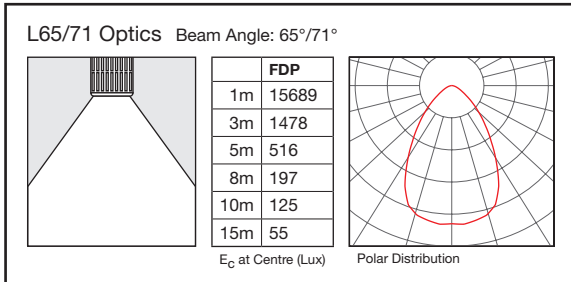 L65/71 Optics Beam Angle: 65°/71°
FDP
1m 15689
3m 1478
5m 516
8m 197
10m 125
15m 55
EC at Centre (Lux)
Polar Distribution